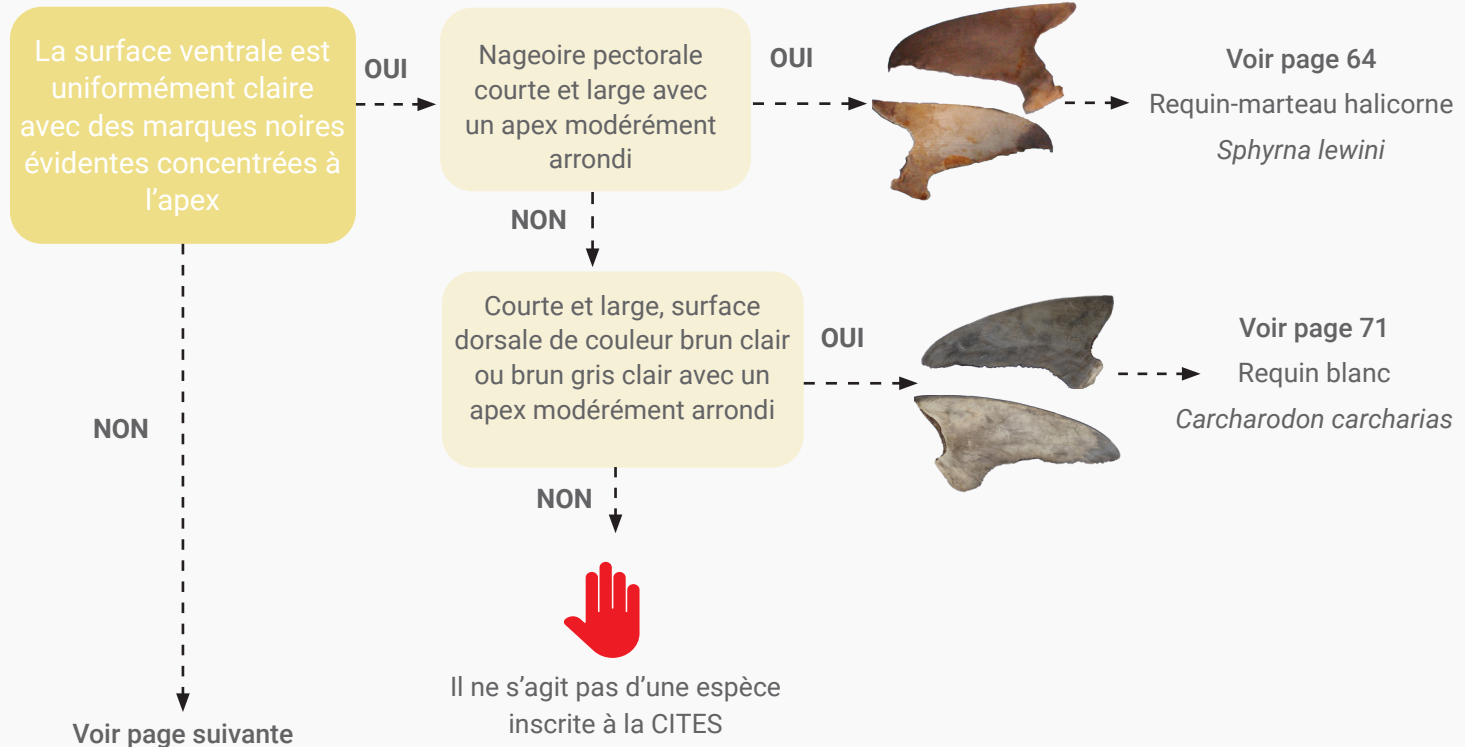 La surface ventrale est
uniformément claire
avec des marques noires
évidentes concentrées à
l'apex
OUI
Nageoire pectorale
courte et large avec
un apex modérément
arrondi
OUI
Voir page 64
Requin-marteau halicorne
Sphyrna lewini
NON
Courte et large, surface
dorsale de couleur brun clair
ou brun gris clair avec un
apex modérément arrondi
OUI
Voir page 71
Requin blanc
Carcharodon carcharias
NON
NON
Il ne s'agit pas d'une espèce
inscrite à la CITES
Voir page suivante